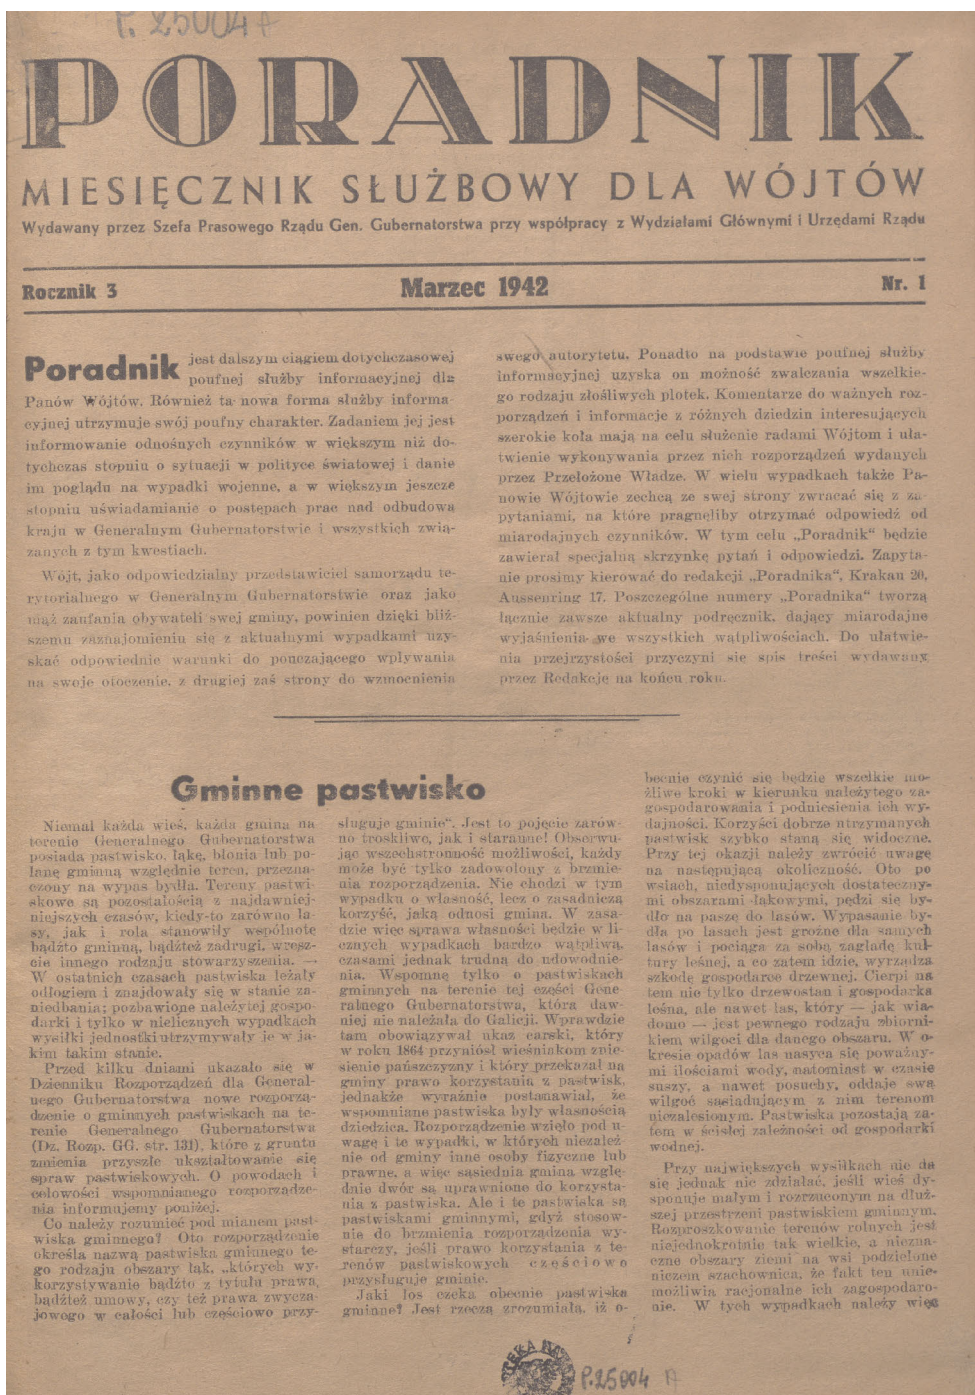 P. 25004 A
PORADNIK
MIESIĘCZNIK SŁUŻBOWY DLA WÓJTÓW
Wydawany przez Szefa Prasowego Rządu Gen. Gubernatorstwa przy współpracy z Wydziałami Głównymi i Urzędami Rządu
Rocznik 3 Marzec 1942 Nr. 1
Poradnik jest dalszym ciągiem dotychczasowej
poufnej służby informacyjnej dla
Panów Wójtów. Również ta nowa forma służby informa-
cyjnej utrzymuje swój poufny charakter. Zadaniem jej jest
informowanie odnośnych czynników w większym niż do-
tychczas stopniu o sytuacji w polityce światowej i danie
im poglądu na wypadki wojenne, a w większym jeszcze
stopniu uświadamianie o postępach prac nad odbudową
kraju w Generalnym Gubernatorstwie i wszystkich zwią-
zanych z tym kwestiach.
Wójt, jako odpowiedzialny przedstawiciel samorządu te-
rytorialnego w Generalnym Gubernatorstwie oraz jako
mąż zaufania obywateli swej gminy, powinien dzięki bliż-
szemu zaznajomieniu się z aktualnymi wypadkami uzy-
skać odpowiednie warunki do pouczającego wpływania
na swoje otoczenie, z drugiej zaś strony do wzmocnienia
swego autorytetu. Ponadto na podstawie poufnej służby
informacyjnej uzyska on możność zwalczania wszelkie-
go rodzaju złośliwych plotek. Komentarze do ważnych roz-
porządzeń i informacje z różnych dziedzin interesujących
szerokie koła mają na celu służenie radami Wójtom i uła-
twienie wykonywania przez nich rozporządzeń wydanych
przez Przełożone Władze. W wielu wypadkach także Pa-
nowie Wójtowie zechcą ze swej strony zwracać się z za-
pytaniami, na które pragnęliby otrzymać odpowiedź od
miarodajnych czynników. W tym celu „Poradnik“ będzie
zawierał specjalną skrzynkę pytań i odpowiedzi. Zapyta-
nie prosimy kierować do redakcji „Poradnika“, Krakau 20,
Aussenring 17. Poszczególne numery „Poradnika“ tworzą
łącznie zawsze aktualny podręcznik, dający miarodajne
wyjaśnienia we wszystkich wątpliwościach. Do ułatwie-
nia przejrzystości przyczyni się spis treści wydawany
przez Redakcję na końcu roku.
Gminne pastwisko
Niemal każda wieś, każda gmina na
terenie Generalnego Gubernatorstwa
posiada pastwisko, łąkę, błonia lub po-
lanę gminną względnie teren, przezna-
czony na wypas bydła. Tereny pastwi-
skowe są pozostałością z najdawniej-
niejszych czasów, kiedy-to zarówno la-
sy, jak i rola stanowiły wspólnotę
bądźto gminną, bądźteż zadrugi, wresz-
cie innego rodzaju stowarzyszenia. —
W ostatnich czasach pastwiska leżały
odłogiem i znajdowały się w stanie za-
niedbania; pozbawione należytej gospo-
darki i tylko w nielicznych wypadkach
wysiłki jednostki utrzymywały je w ja-
kim takim stanie.
Przed kilku dniami ukazało się w
Dzienniku Rozporządzeń dla General-
nego Gubernatorstwa nowe rozporzą-
dzenie o gminnych pastwiskach na te-
renie Generalnego Gubernatorstwa
(Dz. Rozp. GG. str. 131), które z gruntu
zmienia przyszłe ukształtowanie się
spraw pastwiskowych. O powodach i
celowości wspomnianego rozporządze-
nia informujemy poniżej.
Co należy rozumieć pod mianem past-
wiska gminnego? Oto rozporządzenie
określa nazwą pastwiska gminnego te-
go rodzaju obszary tak, „których wy-
korzystywanie bądźto z tytułu prawa,
bądźteż umowy, czy też prawa zwycza-
jowego w całości lub częściowo przy-
sługuje gminie“. Jest to pojęcie zarów-
no troskliwe, jak i staranne! Obserwu-
jąc wszechstronność możliwości, każdy
może być tylko zadowolony z brzmie-
nia rozporządzenia. Nie chodzi w tym
wypadku o własność, lecz o zasadniczą
korzyść, jaką odnosi gmina. W zasa-
dzie więc sprawa własności będzie w li-
cznych wypadkach bardzo wątpliwą,
czasami jednak trudną do udowodnie-
nia. Wspomnę tylko o pastwiskach
gminnych na terenie tej części Gene-
ralnego Gubernatorstwa, która daw-
niej nie należała do Galicji. Wprawdzie
tam obowiązywał ukaz carski, który
w roku 1864 przyniósł wieśniakom znie-
sienie pańszczyzny i który przekazał na
gminy prawo korzystania z pastwisk,
jednakże wyraźnie postanawiał, że
wspomniane pastwiska były własnością
dziedzica. Rozporządzenie wzięło pod u-
wagę i te wypadki, w których niezależ-
nie od gminy inne osoby fizyczne lub
prawne, a więc sąsiednia gmina wzglę-
dnie dwór są uprawnione do korzysta-
nia z pastwiska. Ale i te pastwiska są
pastwiskami gminnymi, gdyż stosow-
nie do brzmienia rozporządzenia wy-
starczy, jeśli prawo korzystania z te-
renów pastwiskowych częściowo
przysługuje gminie.
Jaki los czeka obecnie pastwiska
gminne? Jest rzeczą zrozumiałą, iż o-
becnie czynić się będzie wszelkie mo-
żliwe kroki w kierunku należytego za-
gospodarowania i podniesienia ich wy-
dajności. Korzyści dobrze utrzymanych
pastwisk szybko staną się widoczne.
Przy tej okazji należy zwrócić uwagę
na następującą okoliczność. Oto po
wsiach, niedysponujących dostateczny-
mi obszarami łąkowymi, pędzi się by-
dło na paszę do lasów. Wypasanie by-
dła po lasach jest groźne dla samych
lasów i pociąga za sobą zagładę kul-
tury leśnej, a co zatem idzie, wyrządza
szkodę gospodarce drzewnej. Cierpi na
tem nie tylko drzewostan i gospodarka
leśna, ale nawet las, który — jak wia-
domo — jest pewnego rodzaju zbiorni-
kiem wilgoci dla danego obszaru. W o-
kresie opadów las nasyca się poważny-
mi ilościami wody, natomiast w czasie
suszy, a nawet posuchy, oddaje swą
wilgoć sąsiadującym z nim terenom
niezalesionym. Pastwiska pozostają za-
tem w ścisłej zależności od gospodarki
wodnej.
Przy największych wysiłkach nie da
się jednak nic zdziałać, jeśli wieś dy-
sponuje małym i rozrzuconym na dłuż-
szej przestrzeni pastwiskiem gminnym.
Rozproszkowanie terenów rolnych jest
niejednokrotnie tak wielkie, a niezna-
czne obszary ziemi na wsi podzielone
niczem szachownica, że fakt ten unie-
możliwia racjonalne ich zagospodaro-
nie. W tych wypadkach należy więc
P.25004 A